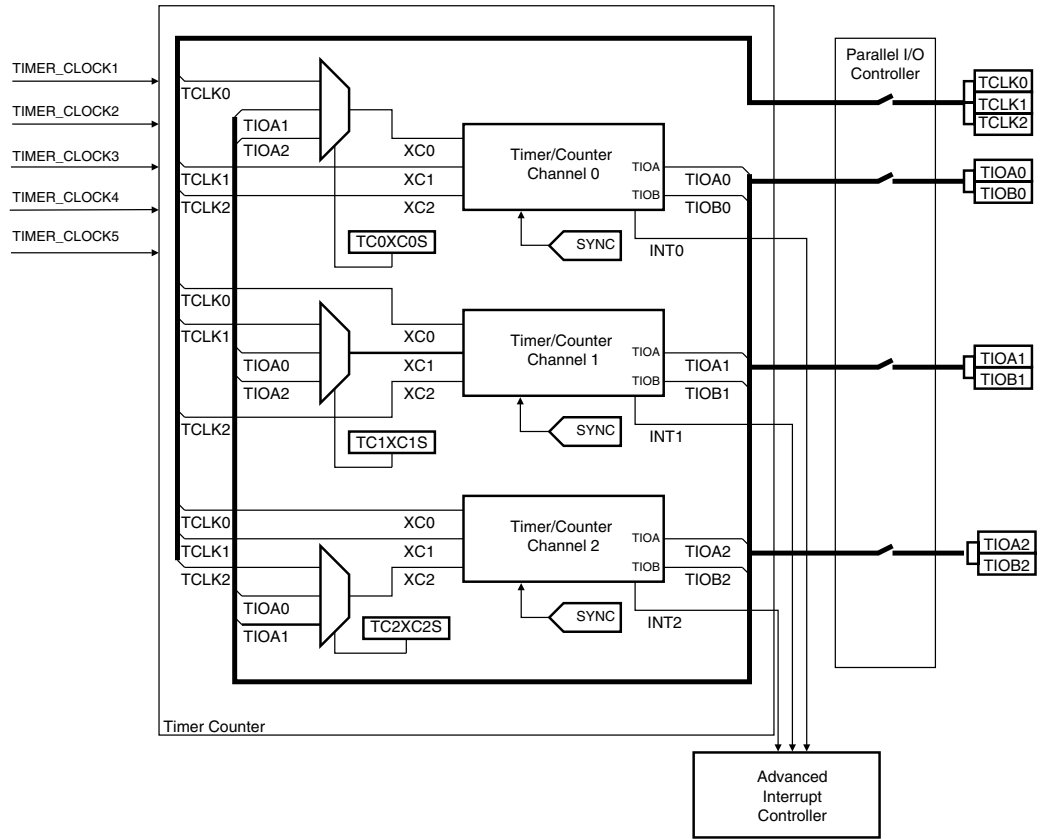 TIMER_CLOCK1
TIMER_CLOCK2
TIMER_CLOCK3
TIMER_CLOCK4
TIMER_CLOCK5
TCLK0
TIOA1
TIOA2
TCLK1
TCLK2
XC0
XC1
XC2
TC0XC0S
Timer/Counter
Channel 0
TIOA
TIOB
TIOA0
TIOB0
SYNC
INT0
TCLK0
TCLK1
TIOA0
TIOA2
TCLK2
XC0
XC1
XC2
TC1XC1S
Timer/Counter
Channel 1
TIOA
TIOB
TIOA1
TIOB1
SYNC
INT1
TCLK0
TCLK1
TCLK2
TIOA0
TIOA1
XC0
XC1
XC2
TC2XC2S
Timer/Counter
Channel 2
TIOA
TIOB
TIOA2
TIOB2
SYNC
INT2
Timer Counter
Parallel I/O
Controller
TCLK0
TCLK1
TCLK2
TIOA0
TIOB0
TIOA1
TIOB1
TIOA2
TIOB2
Advanced
Interrupt
Controller